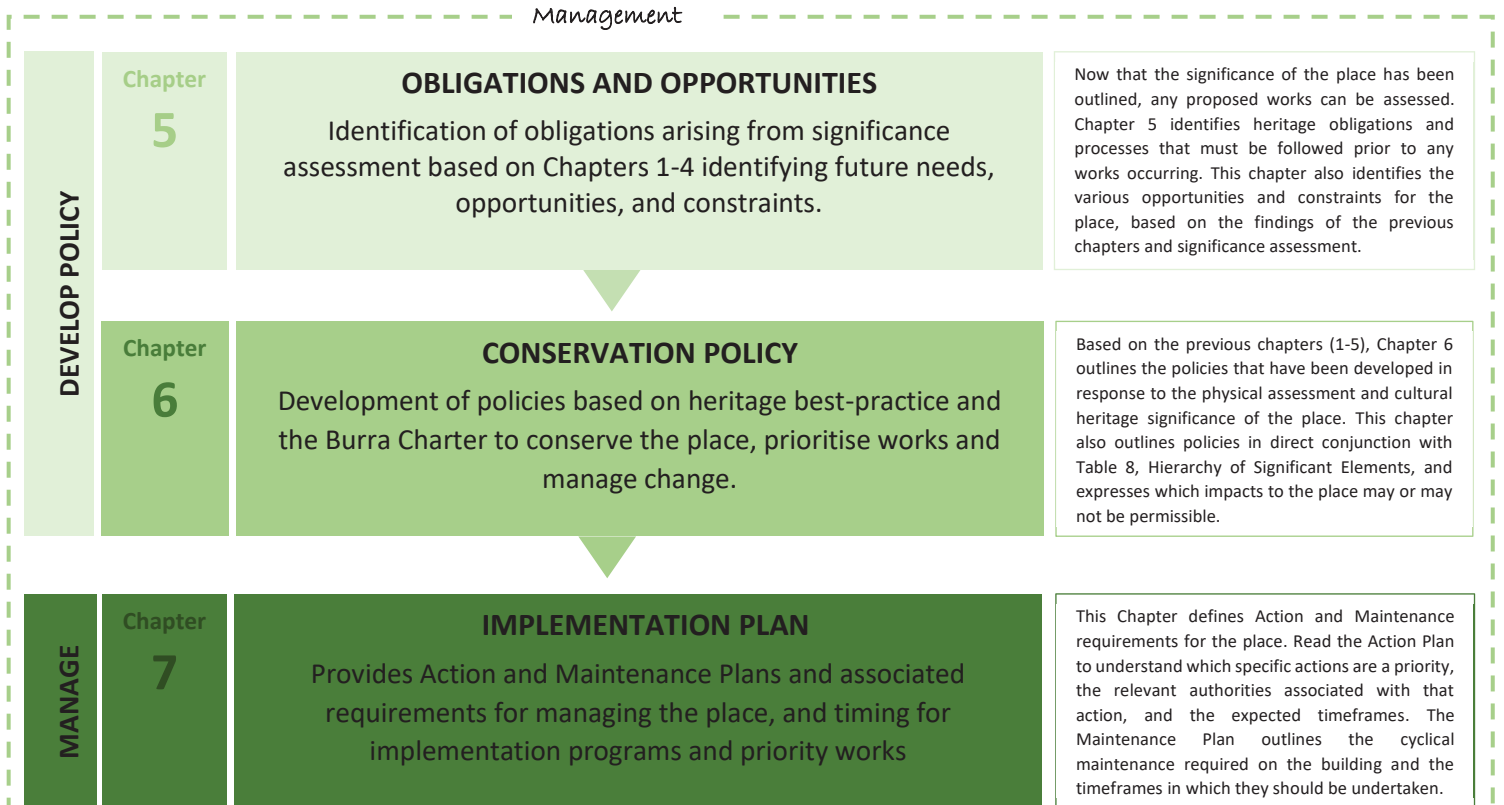 Management
DEVELOP POLICY
Chapter
5
OBLIGATIONS AND OPPORTUNITIES
Identification of obligations arising from significance
assessment based on Chapters 1-4 identifying future needs,
opportunities, and constraints.
Now that the significance of the place has been
outlined, any proposed works can be assessed.
Chapter 5 identifies heritage obligations and
processes that must be followed prior to any
works occurring. This chapter also identifies the
various opportunities and constraints for the
place, based on the findings of the previous
chapters and significance assessment.
Chapter
6
CONSERVATION POLICY
Development of policies based on heritage best-practice and
the Burra Charter to conserve the place, prioritise works and
manage change.
Based on the previous chapters (1-5), Chapter 6
outlines the policies that have been developed in
response to the physical assessment and cultural
heritage significance of the place. This chapter
also outlines policies in direct conjunction with
Table 8, Hierarchy of Significant Elements, and
expresses which impacts to the place may or may
not be permissible.
MANAGE
Chapter
7
IMPLEMENTATION PLAN
Provides Action and Maintenance Plans and associated
requirements for managing the place, and timing for
implementation programs and priority works
This Chapter defines Action and Maintenance
requirements for the place. Read the Action Plan
to understand which specific actions are a priority,
the relevant authorities associated with that
action, and the expected timeframes. The
Maintenance Plan outlines the cyclical
maintenance required on the building and the
timeframes in which they should be undertaken.